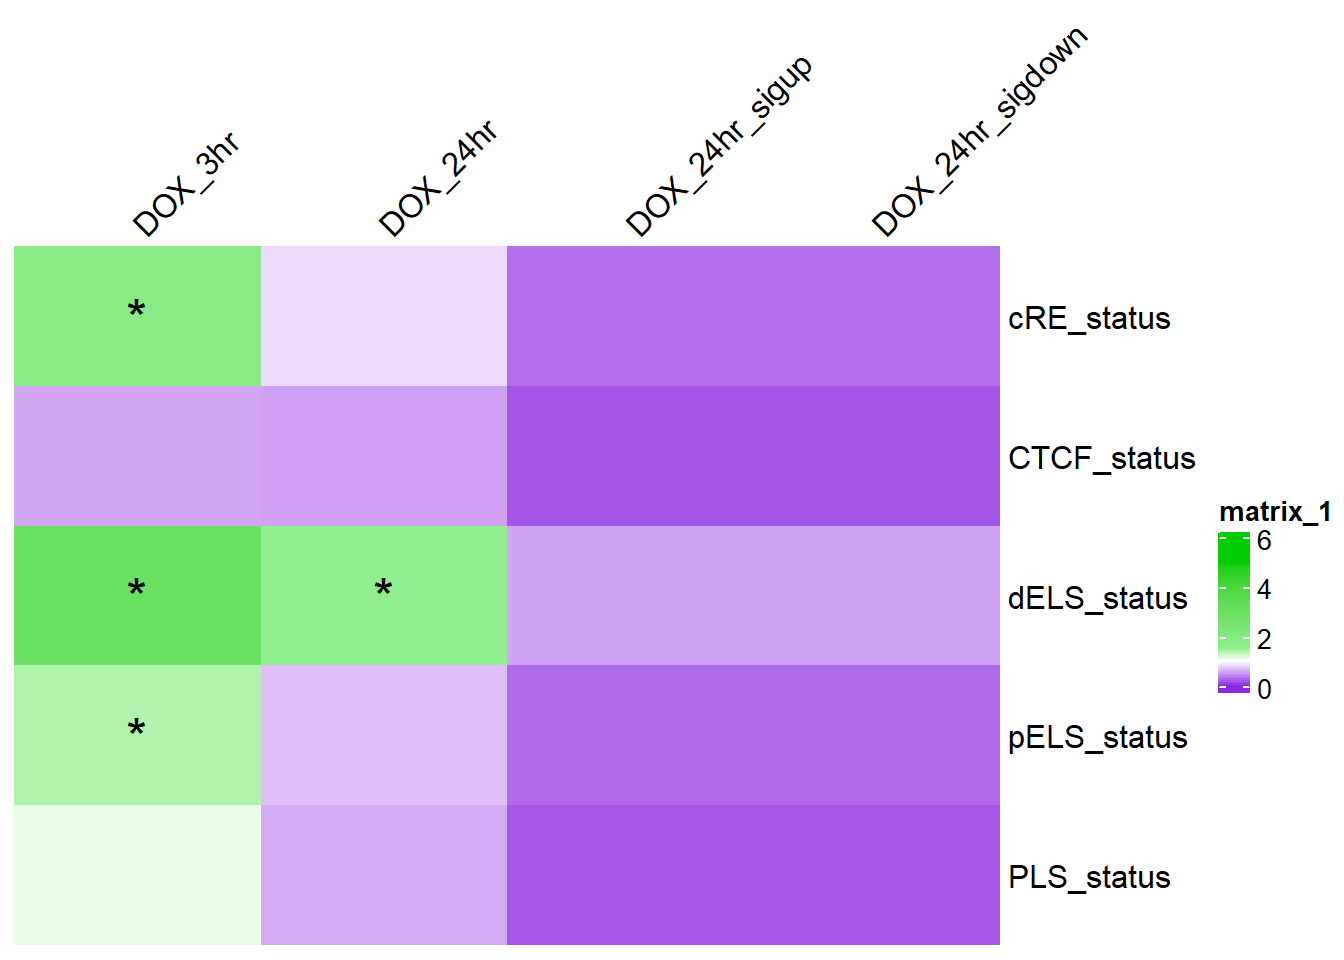 DOX_3hr
DOX_24hr
DOX_24hr_sigup
DOX_24hr_sigdown
*
cRE_status
CTCF_status
matrix_1
6
4
2
0
* *
dELS_status
*
pELS_status
PLS_status